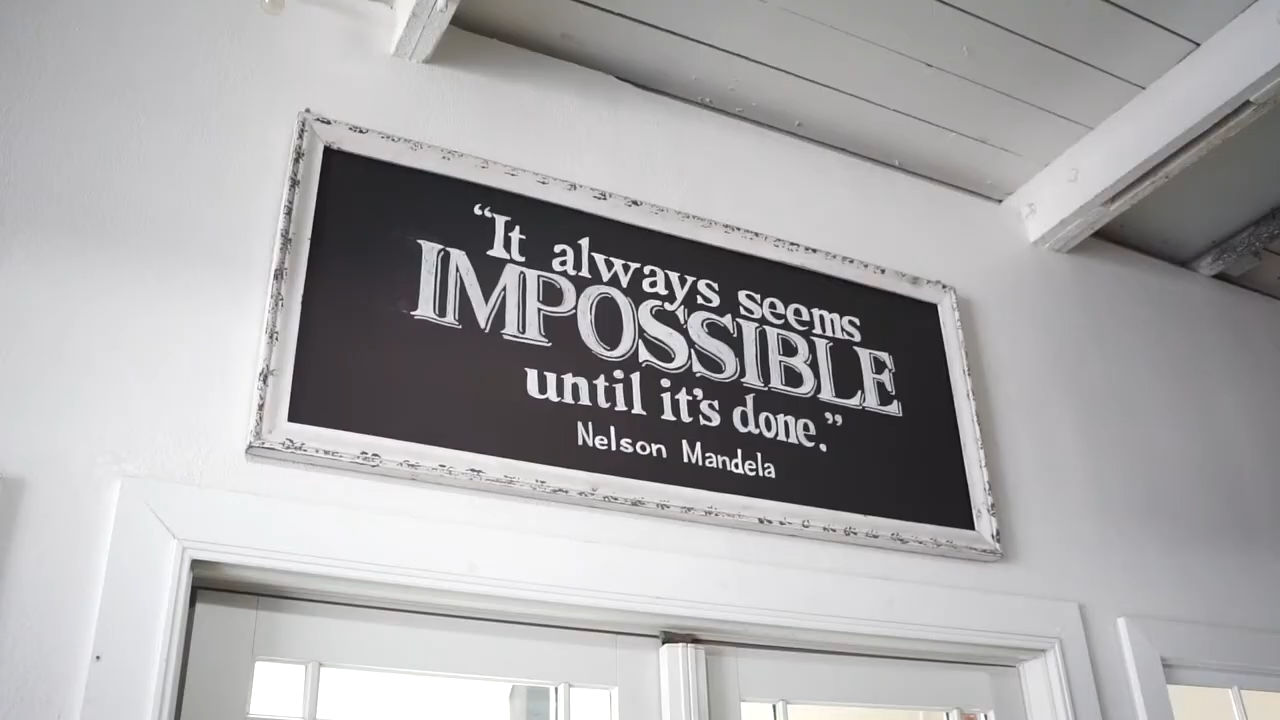 “It always seems
IMPOSSIBLE
until it’s done.”
Nelson Mandela